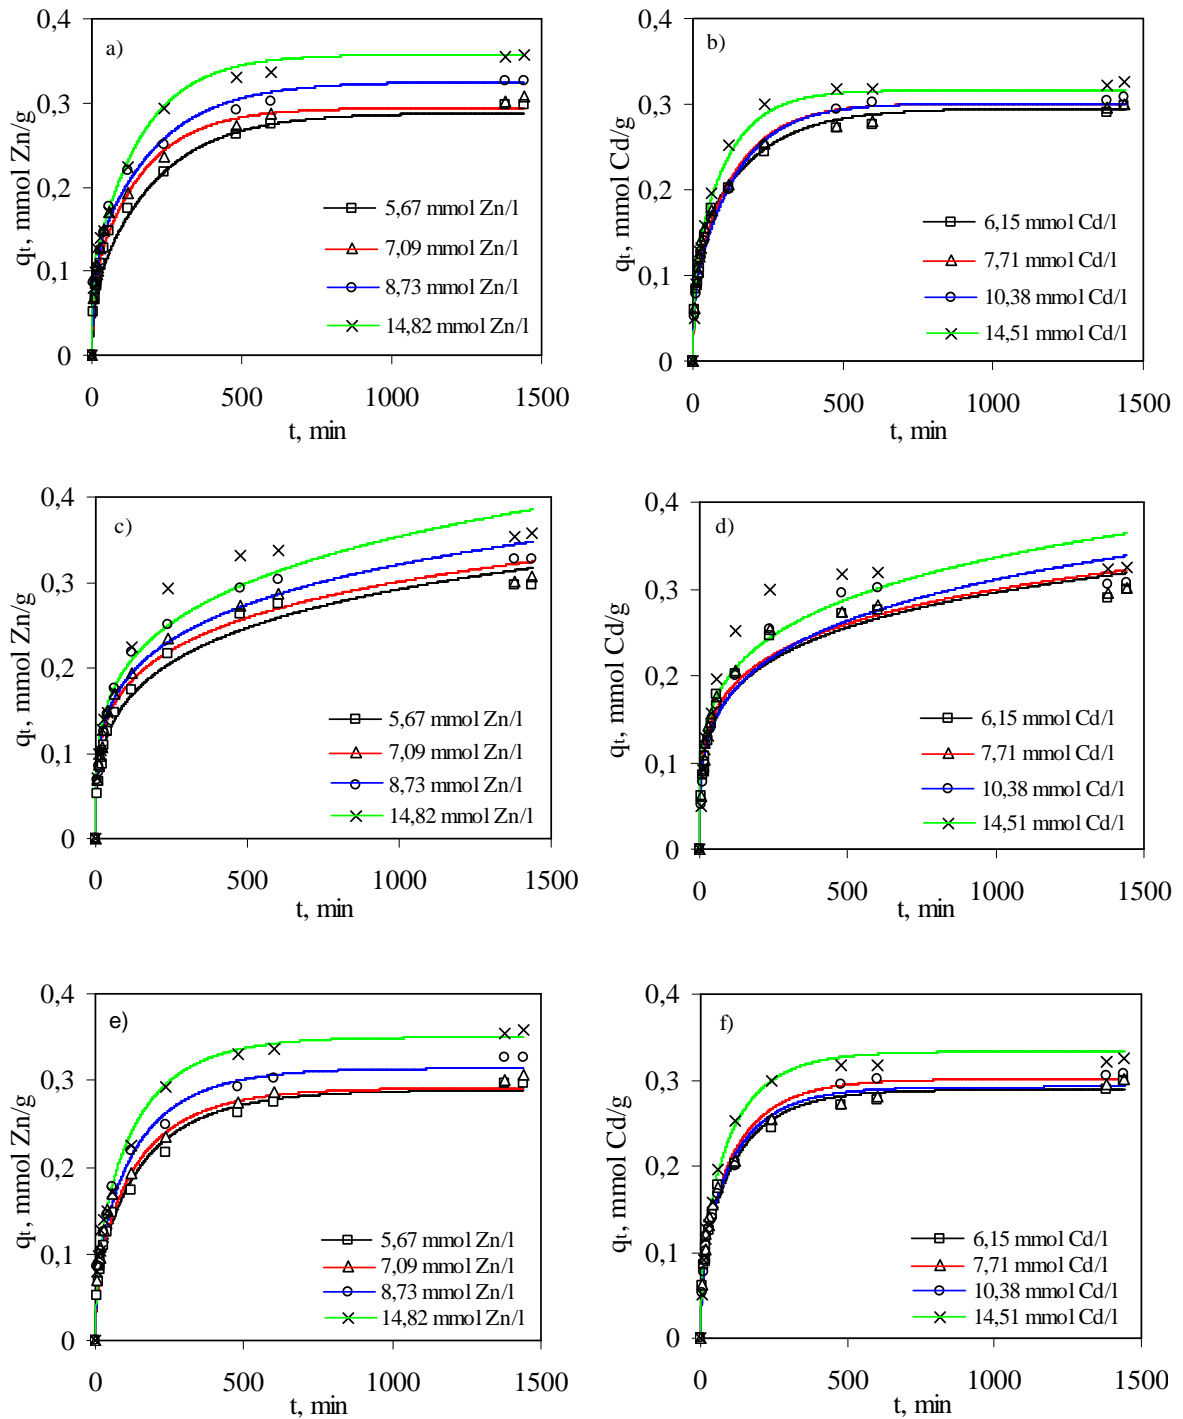 a)
qt, mmol Zn/g
0,4
0,3
0,2
0,1
0
5,67 mmol Zn/l
7,09 mmol Zn/l
8,73 mmol Zn/l
14,82 mmol Zn/l
0 500 1000 1500
t, min
b)
qt, mmol Cd/g
0,4
0,3
0,2
0,1
0
6,15 mmol Cd/l
7,71 mmol Cd/l
10,38 mmol Cd/l
14,51 mmol Cd/l
0 500 1000 1500
t, min
c)
qt, mmol Zn/g
0,4
0,3
0,2
0,1
0
5,67 mmol Zn/l
7,09 mmol Zn/l
8,73 mmol Zn/l
14,82 mmol Zn/l
0 500 1000 1500
t, min
d)
qt, mmol Cd/g
0,4
0,3
0,2
0,1
0
6,15 mmol Cd/l
7,71 mmol Cd/l
10,38 mmol Cd/l
14,51 mmol Cd/l
0 500 1000 1500
t, min
e)
qt, mmol Zn/g
0,4
0,3
0,2
0,1
0
5,67 mmol Zn/l
7,09 mmol Zn/l
8,73 mmol Zn/l
14,82 mmol Zn/l
0 500 1000 1500
t, min
f)
qt, mmol Cd/g
0,4
0,3
0,2
0,1
0
6,15 mmol Cd/l
7,71 mmol Cd/l
10,38 mmol Cd/l
14,51 mmol Cd/l
0 500 1000 1500
t, min